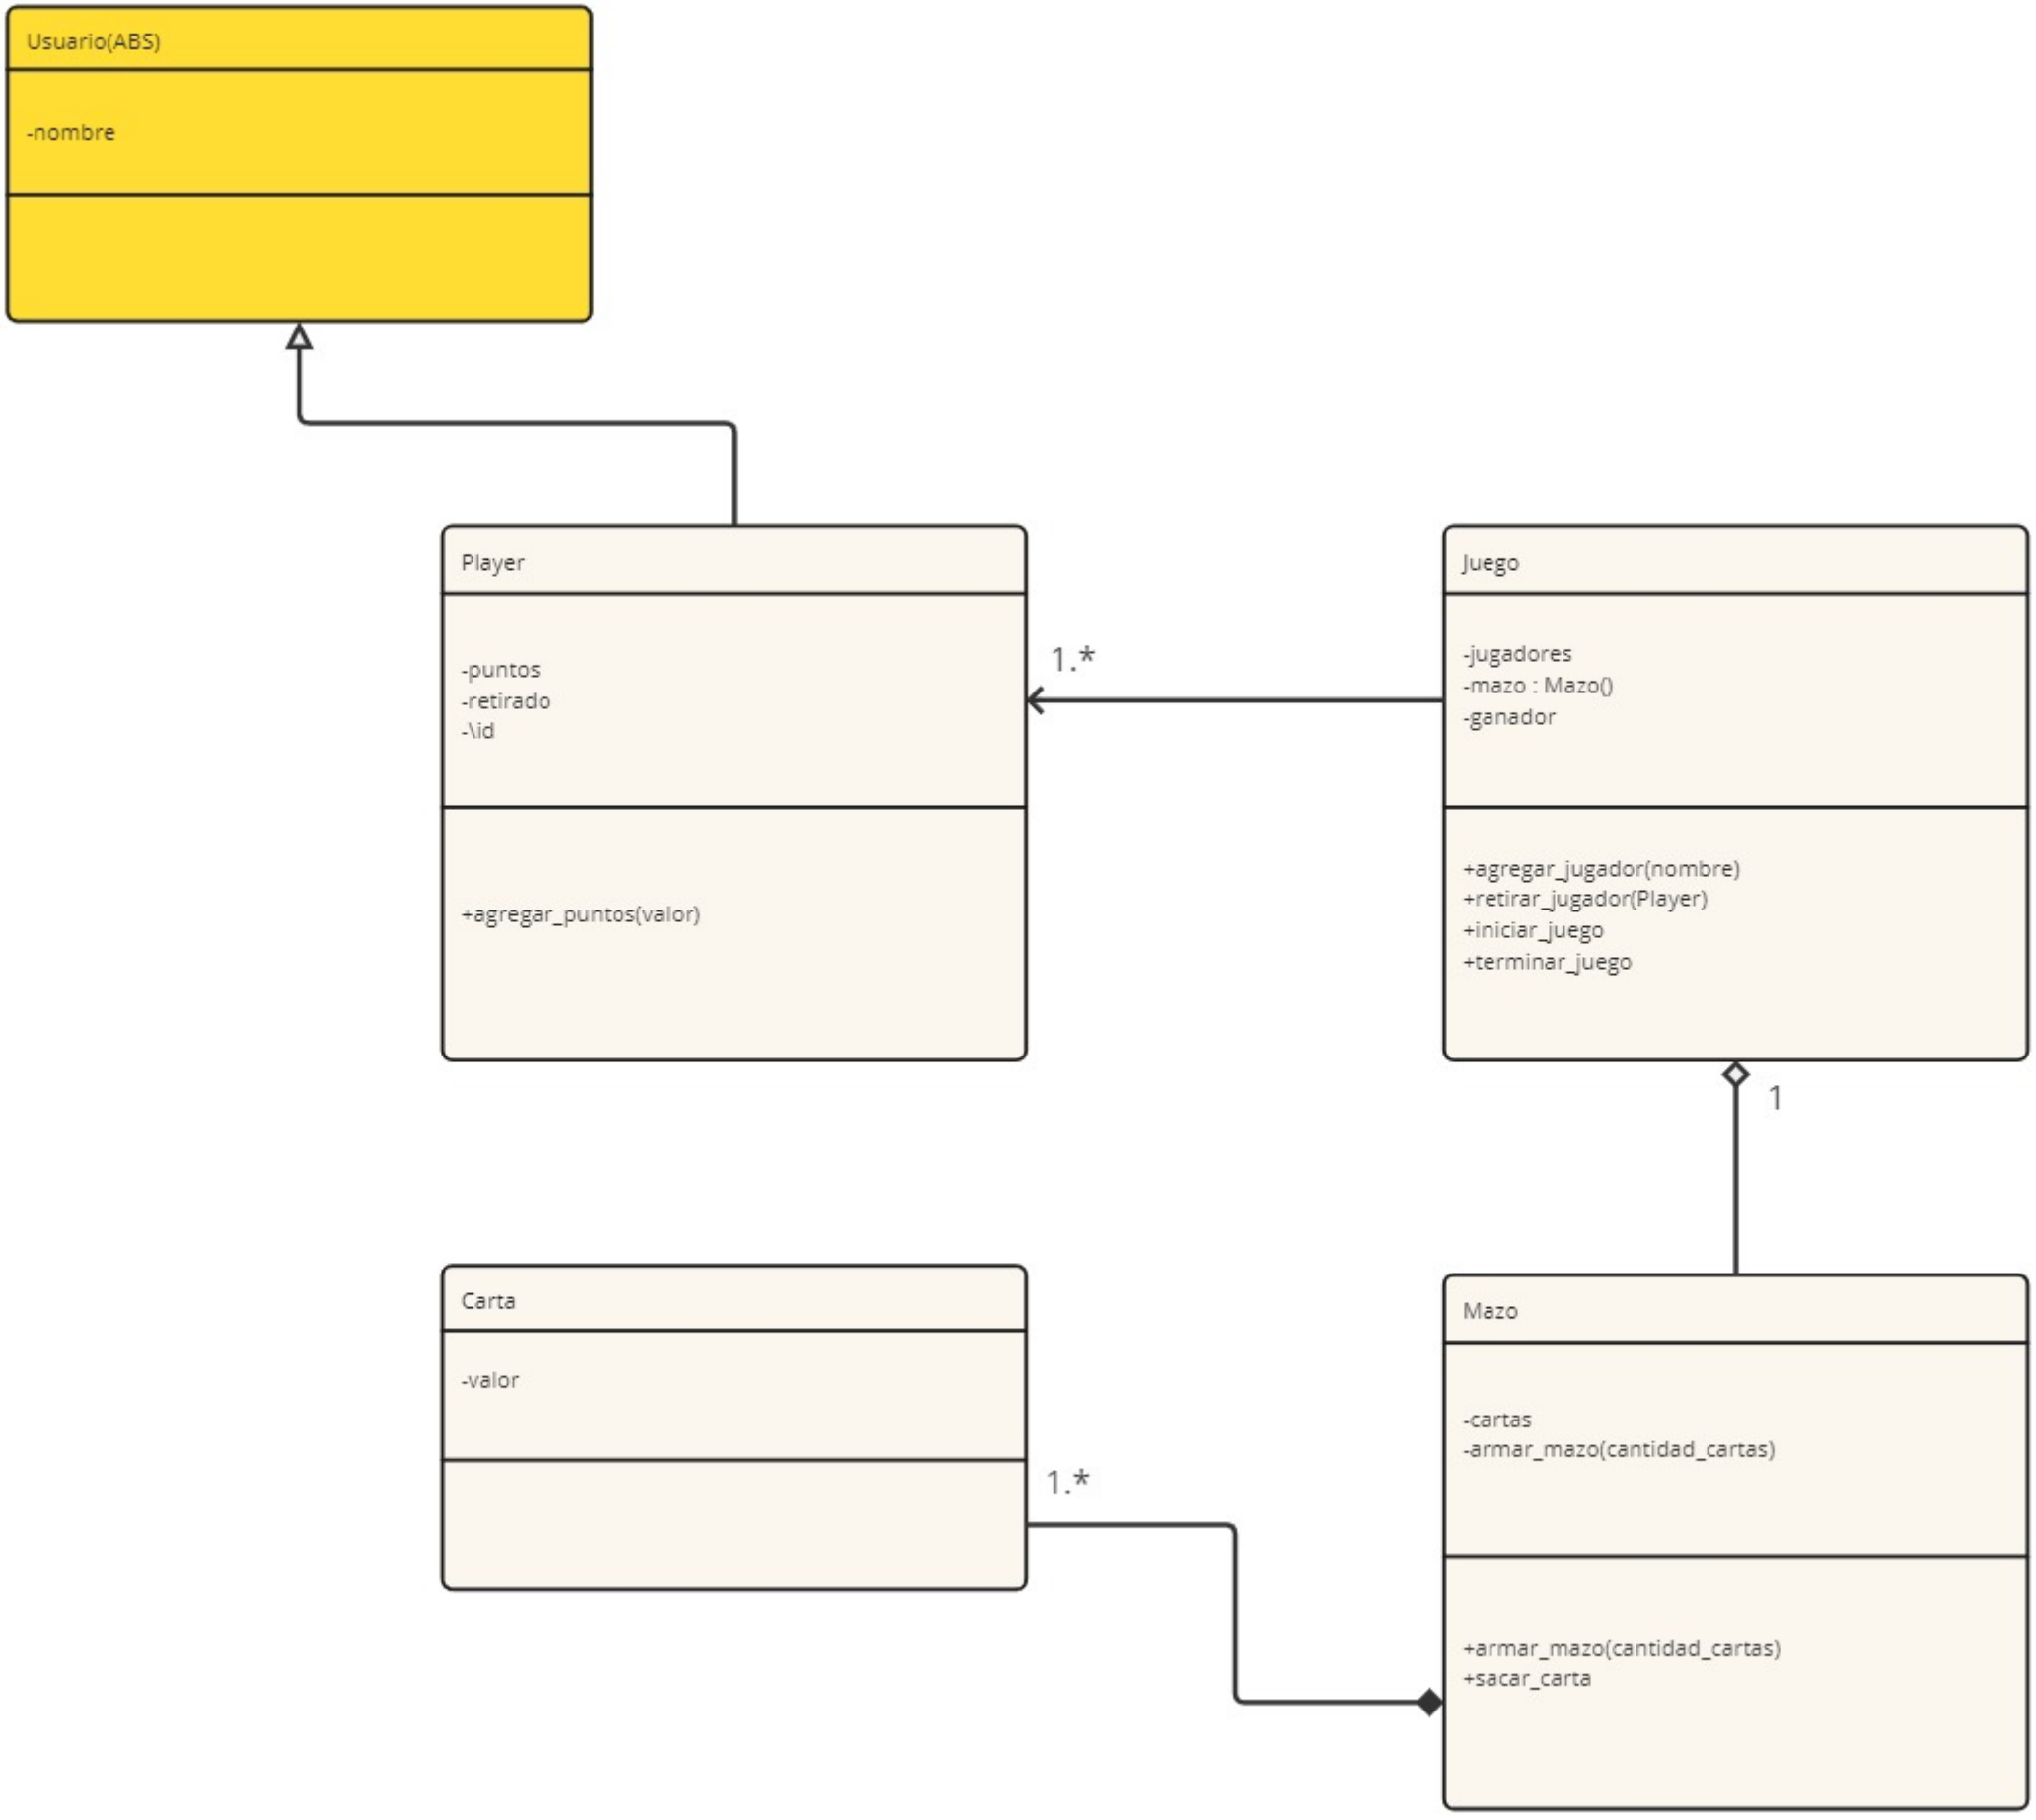 Usuario(ABS)
-nombre
Player
-puntos
-retirado
-\id
+agregar_puntos(valor)
1.*
Juego
-jugadores
-mazo : Mazo()
-ganador
+agregar_jugador(nombre)
+retirar_jugador(Player)
+iniciar_juego
+terminar_juego
1
Carta
-valor
1.*
Mazo
-cartas
-armar_mazo(cantidad_cartas)
+armar_mazo(cantidad_cartas)
+sacar_carta